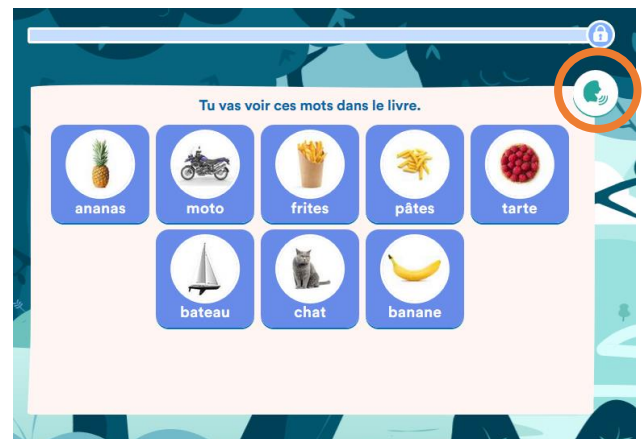 Tu vas voir ces mots dans le livre.
ananas moto frites pâtes tarte
bateau chat banane